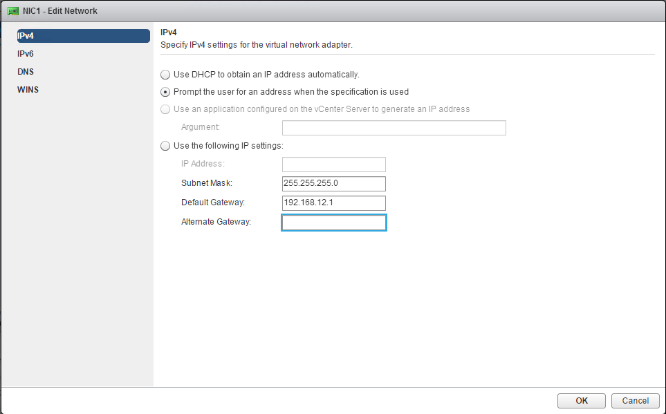 NIC1 - Edit Network
IPv4
IPv6
DNS
WINS
IPv4
Specify IPv4 settings for the virtual network adapter.
Use DHCP to obtain an IP address automatically.
Prompt the user for an address when the specification is used
Use an application configured on the vCenter Server to generate an IP address
Argument:
Use the following IP settings:
IP Address:
Subnet Mask: 255.255.255.0
Default Gateway: 192.168.12.1
Alternate Gateway:
OK Cancel